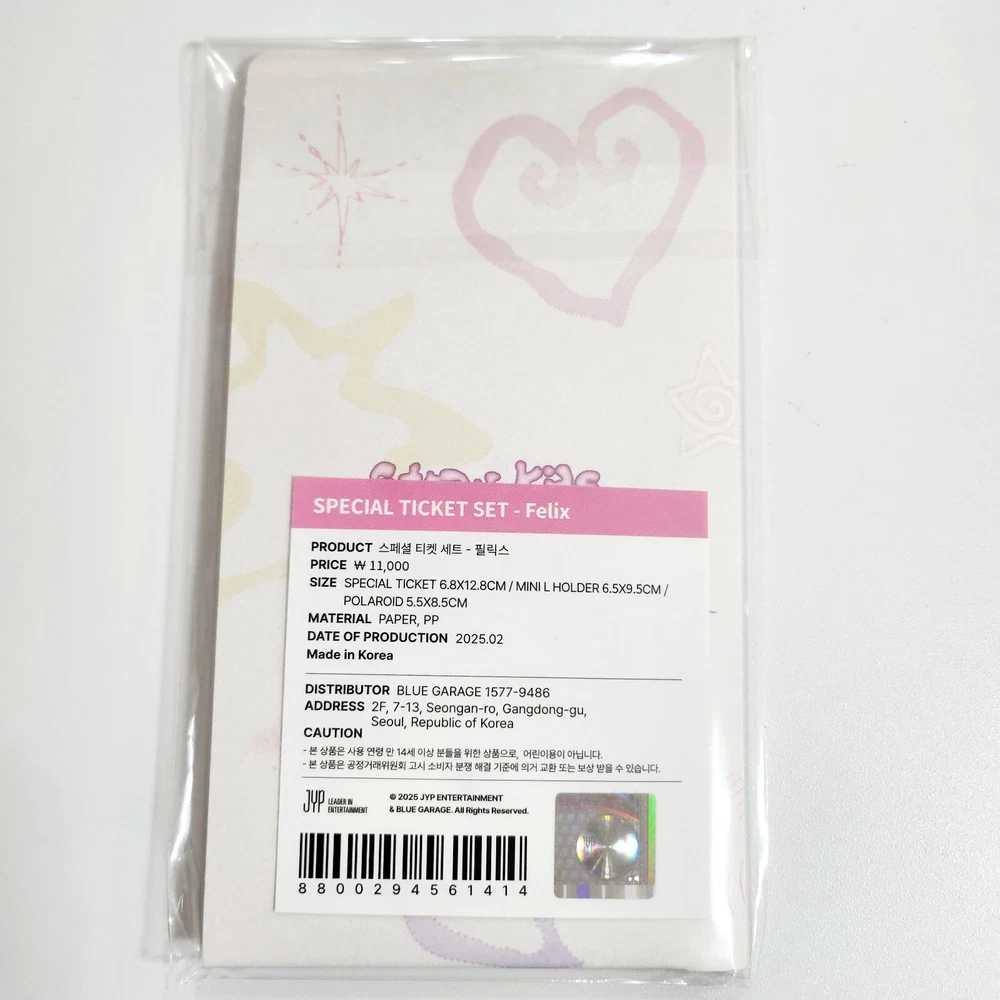 Stray Kids
SPECIAL TICKET SET - Felix
PRODUCT 스페셜 티켓 세트 - 필릭스
PRICE ₩ 11,000
SIZE SPECIAL TICKET 6.8X12.8CM / MINI L HOLDER 6.5X9.5CM /
POLAROID 5.5X8.5CM
MATERIAL PAPER, PP
DATE OF PRODUCTION 2025.02
Made in Korea
DISTRIBUTOR BLUE GARAGE 1577-9486
ADDRESS 2F, 7-13, Seongan-ro, Gangdong-gu,
Seoul, Republic of Korea
CAUTION
- 본 상품은 사용 연령 만 14세 이상 분들을 위한 상품으로, 어린이용이 아닙니다.
- 본 상품은 공정거래위원회 고시 소비자 분쟁 해결 기준에 의거 교환 또는 보상 받을 수 있습니다.
JYP LEADER IN
ENTERTAINMENT
© 2025 JYP ENTERTAINMENT
& BLUE GARAGE. All Rights Reserved.
8800294561414